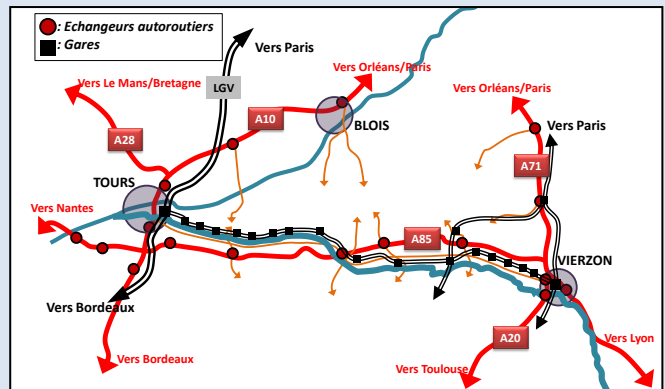 : Echangeurs autoroutiers
: Gares
Vers Paris
Vers Le Mans/Bretagne
LGV
Vers Orléans/Paris
Vers Orléans/Paris
A28
A10
BLOIS
Vers Paris
A71
TOURS
Vers Nantes
A85
VIERZON
Vers Bordeaux
Vers Bordeaux
A20
Vers Toulouse
Vers Lyon